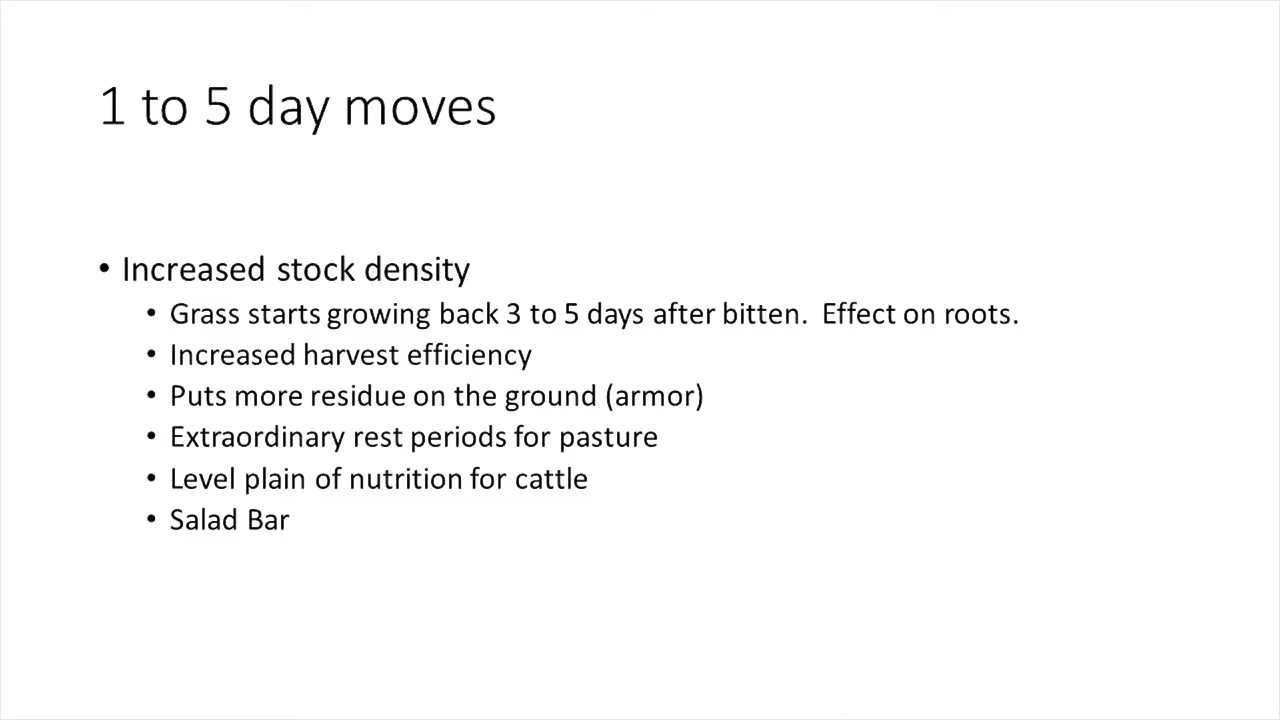 1 to 5 day moves
• Increased stock density
• Grass starts growing back 3 to 5 days after bitten.  Effect on roots.
• Increased harvest efficiency
• Puts more residue on the ground (armor)
• Extraordinary rest periods for pasture
• Level plain of nutrition for cattle
• Salad Bar